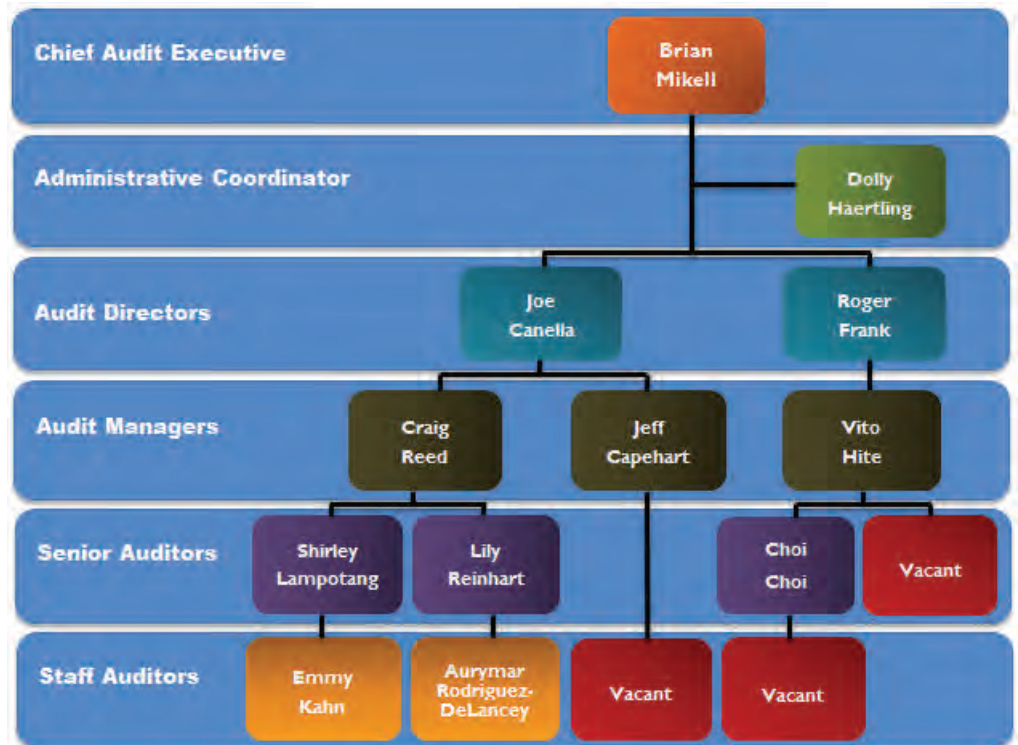 Chief Audit Executive
Brian
Mikell
Administrative Coordinator
Dolly
Haertling
Audit Directors
Joe
Canella
Roger
Frank
Audit Managers
Craig
Reed
Jeff
Capehart
Vito
Hite
Senior Auditors
Shirley
Lampotang
Lily
Reinhart
Choi
Choi
Vacant
Staff Auditors
Emmy
Kahn
Aurymar
Rodriguez-
DeLancey
Vacant
Vacant